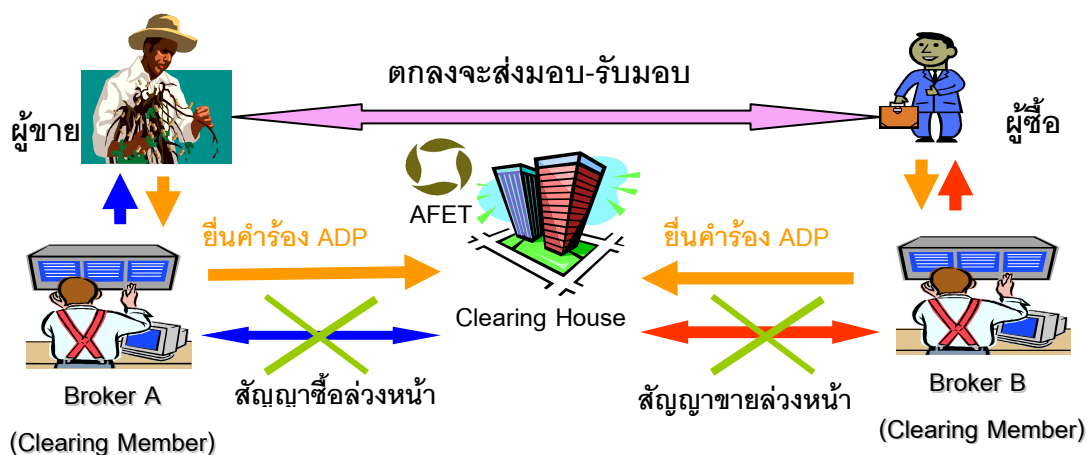 ตกลงจะส่งมอบ-รับมอบ
ผู้ขาย
ผู้ซื้อ
AFET
ยื่นคำร้อง ADP
ยื่นคำร้อง ADP
Clearing House
สัญญาซื้อล่วงหน้า
สัญญาขายล่วงหน้า
Broker A
(Clearing Member)
Broker B
(Clearing Member)